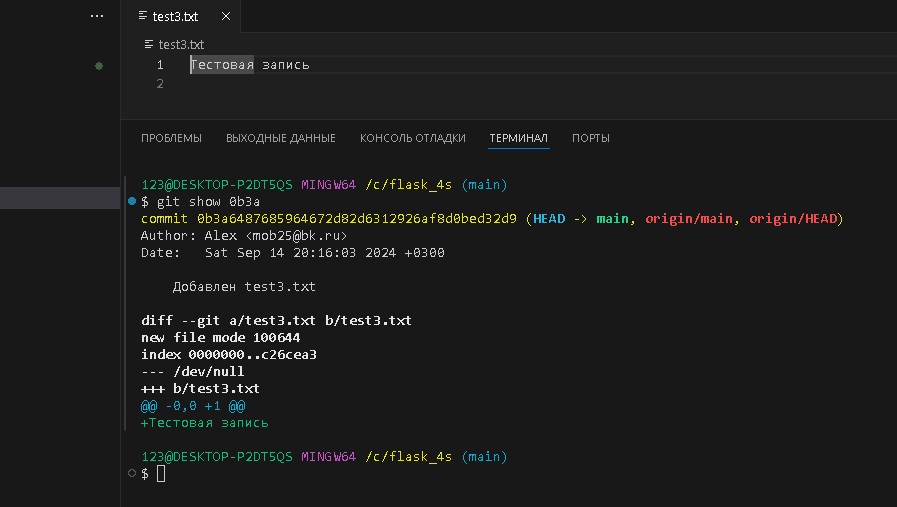 ... test3.txt ×
test3.txt
1 Тестовая запись
2
ПРОБЛЕМЫ ВЫХОДНЫЕ ДАННЫЕ КОНСОЛЬ ОТЛАДКИ ТЕРМИНАЛ ПОРТЫ
123@DESKTOP-P2DT5QS MINGW64 /c/flask_4s (main)
$ git show 0b3a
commit 0b3a6487685964672d82d6312926af8d0bed32d9 (HEAD -> main, origin/main, origin/HEAD)
Author: Alex <mob25@bk.ru>
Date:   Sat Sep 14 20:16:03 2024 +0300
Добавлен test3.txt
diff --git a/test3.txt b/test3.txt
new file mode 100644
index 0000000..c26cea3
--- /dev/null
+++ b/test3.txt
@@ -0,0 +1 @@
+Тестовая запись
123@DESKTOP-P2DT5QS MINGW64 /c/flask_4s (main)
$